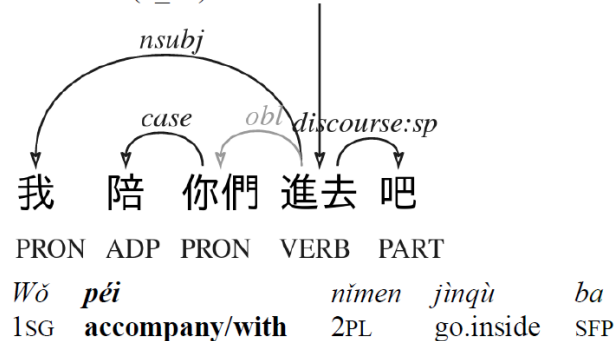 nsubj
case obl discourse:sp
我 陪 你們 進去 吧
PRON ADP PRON VERB PART
Wǒ péi nǐmen jìnqù ba
1SG accompany/with 2PL go.inside SFP